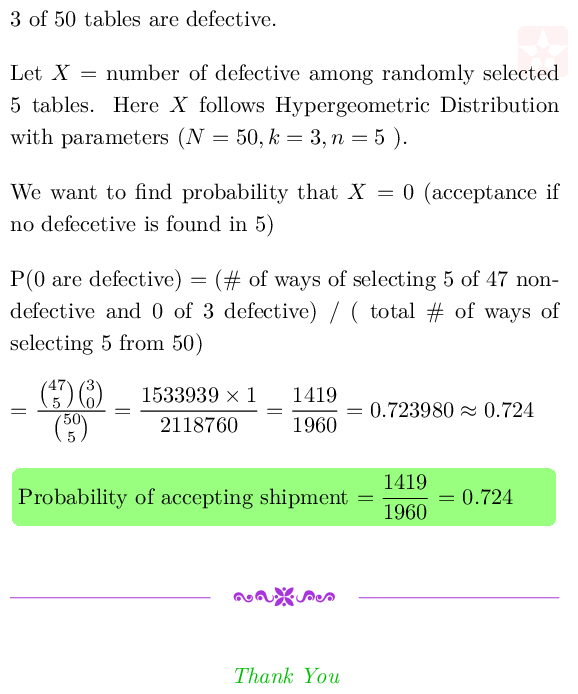 3 of 50 tables are defective.
Let X = number of defective among randomly selected
5 tables. Here X follows Hypergeometric Distribution
with parameters (N = 50, k = 3, n = 5 ).
We want to find probability that X = 0 (acceptance if
no defecetive is found in 5)
P(0 are defective) = (# of ways of selecting 5 of 47 non-
defective and 0 of 3 defective) / ( total # of ways of
selecting 5 from 50)
= \frac{\binom{47}{5}\binom{3}{0}}{\binom{50}{5}} = \frac{1533939 × 1}{2118760} = \frac{1419}{1960} = 0.723980 ≈ 0.724
Probability of accepting shipment = \frac{1419}{1960} = 0.724
Thank You